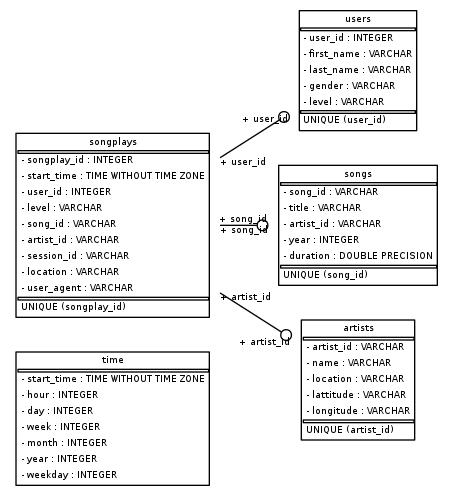 users
- user_id : INTEGER
- first_name : VARCHAR
- last_name : VARCHAR
- gender : VARCHAR
- level : VARCHAR
UNIQUE (user_id)
+ user_id
+ user_id
songplays
- songplay_id : INTEGER
- start_time : TIME WITHOUT TIME ZONE
- user_id : INTEGER
- level : VARCHAR
- song_id : VARCHAR
- artist_id : VARCHAR
- session_id : VARCHAR
- location : VARCHAR
- user_agent : VARCHAR
UNIQUE (songplay_id)
+ song_id
+ song_id
songs
- song_id : VARCHAR
- title : VARCHAR
- artist_id : VARCHAR
- year : INTEGER
- duration : DOUBLE PRECISION
UNIQUE (song_id)
+ artist_id
+ artist_id
artists
- artist_id : VARCHAR
- name : VARCHAR
- location : VARCHAR
- lattitude : VARCHAR
- longitude : VARCHAR
UNIQUE (artist_id)
time
- start_time : TIME WITHOUT TIME ZONE
- hour : INTEGER
- day : INTEGER
- week : INTEGER
- month : INTEGER
- year : INTEGER
- weekday : INTEGER